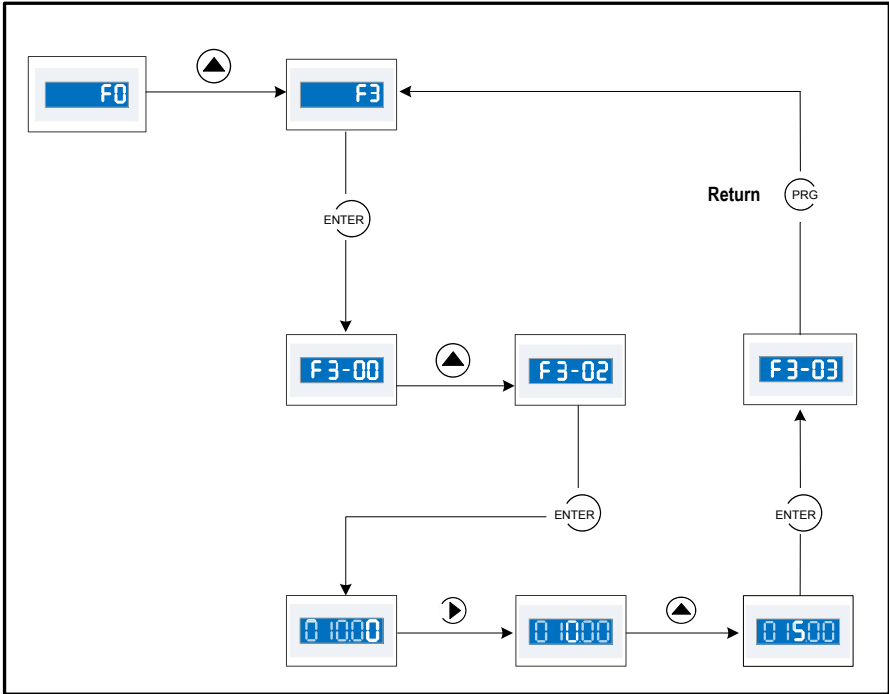 F0
F3
Return
PRG
ENTER
F3-00
F3-02
F3-03
ENTER
ENTER
010.00
010.00
015.00